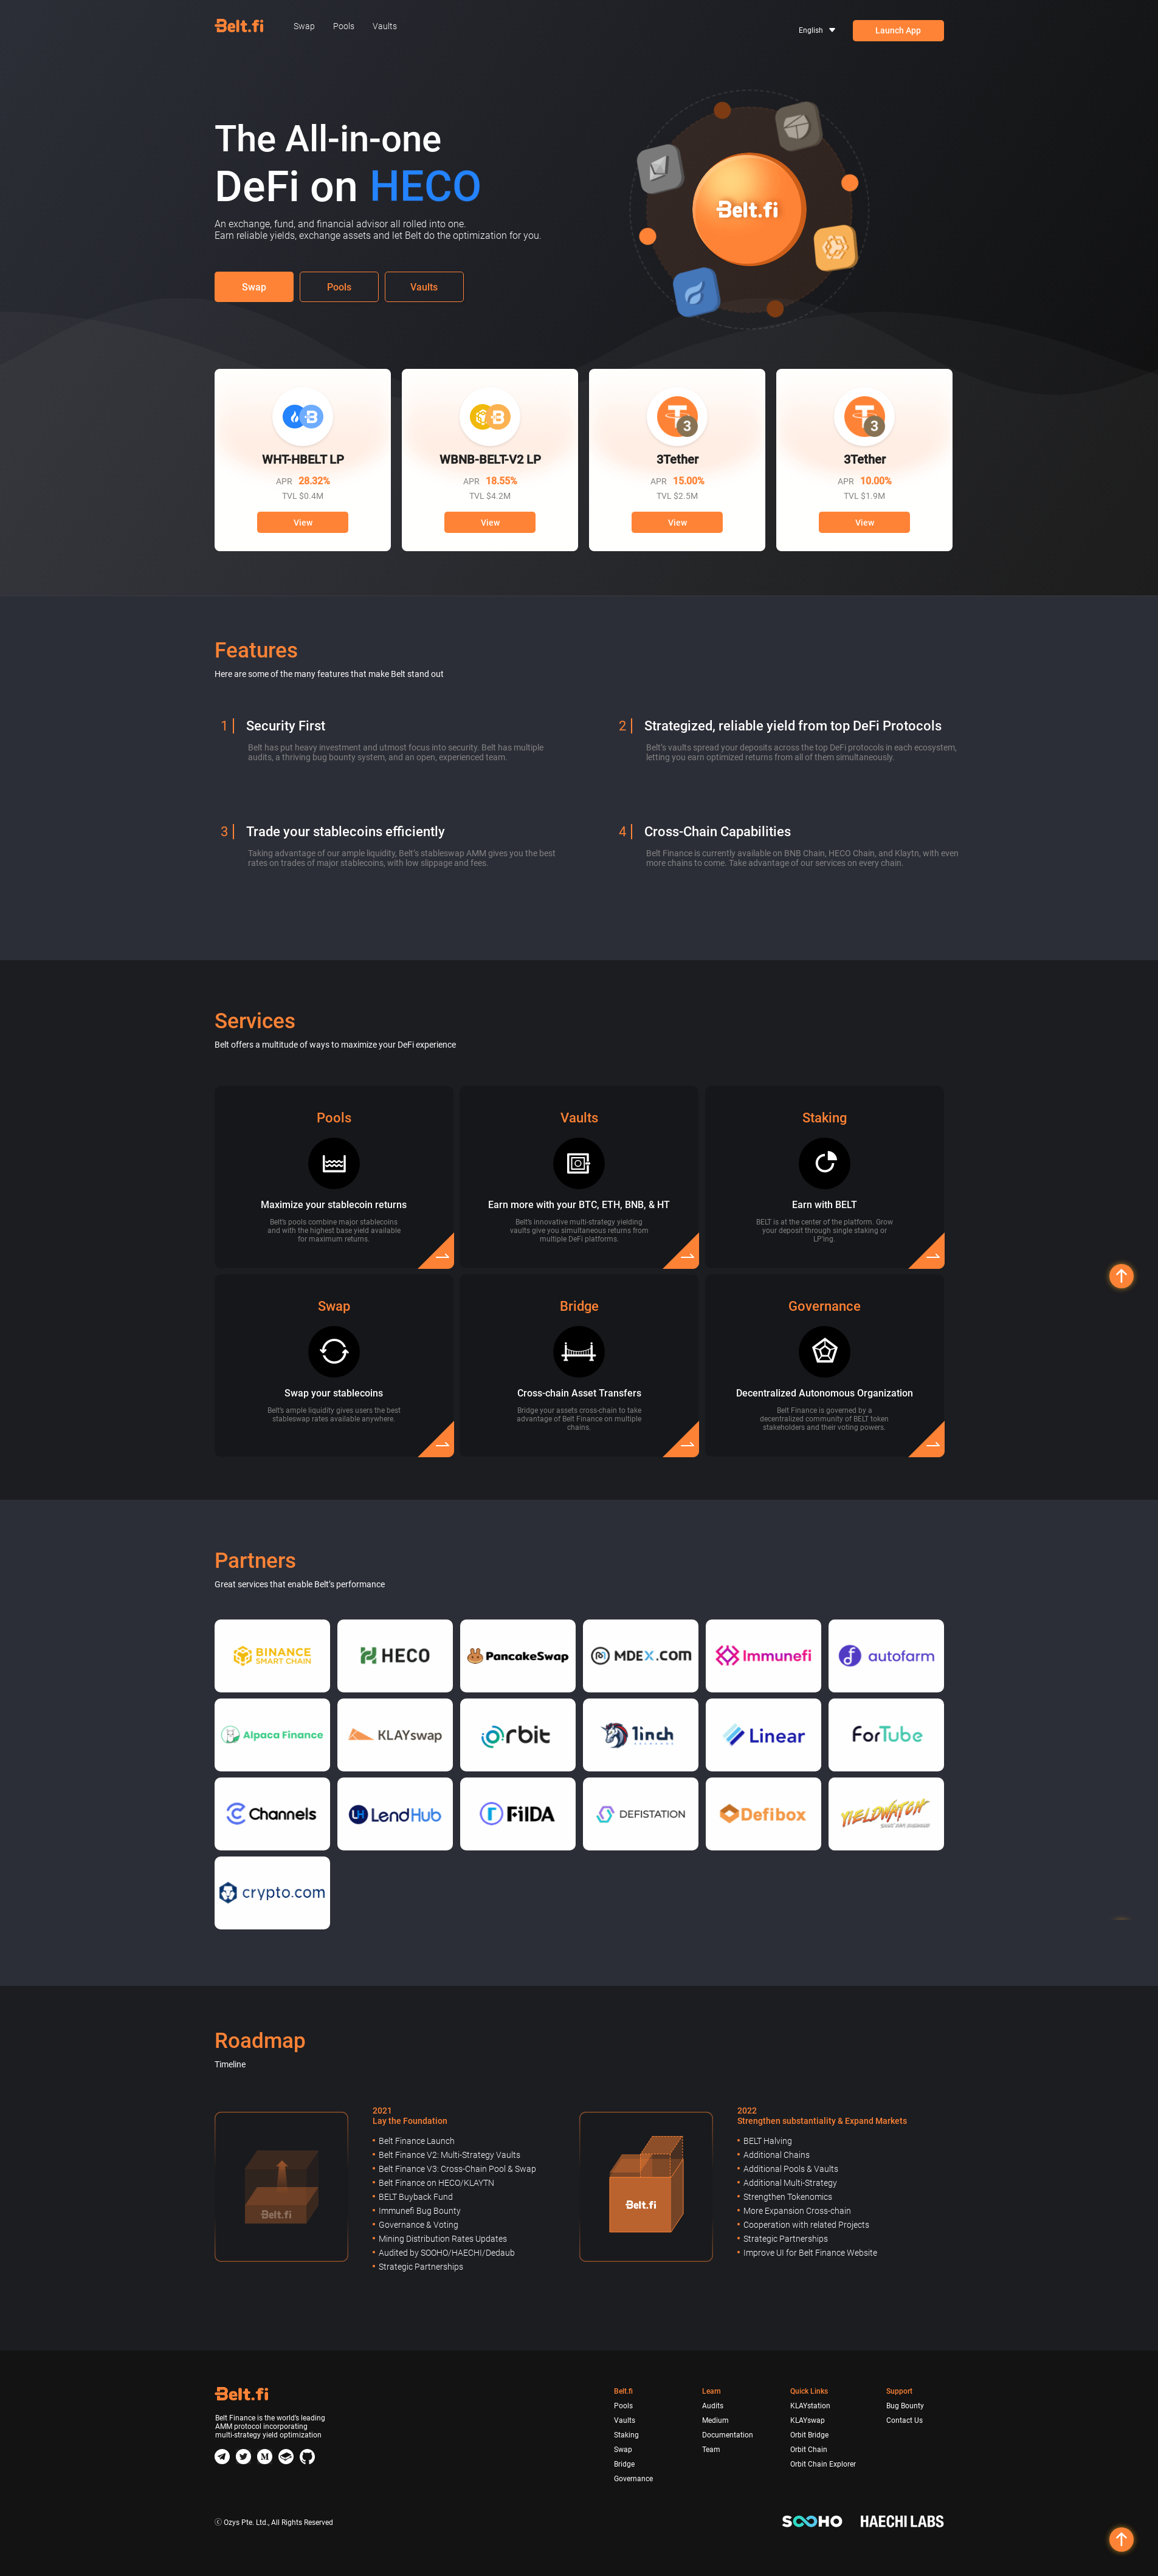 Belt.fi
Swap
Pools
Vaults
English
Launch App
The All-in-one
DeFi on HECO
An exchange, fund, and financial advisor all rolled into one.
Earn reliable yields, exchange assets and let Belt do the optimization for you.
Swap
Pools
Vaults
Belt.fi
WHT-HBELT LP
APR 28.32%
TVL $0.4M
View
WBNB-BELT-V2 LP
APR 18.55%
TVL $4.2M
View
3
3Tether
APR 15.00%
TVL $2.5M
View
3
3Tether
APR 10.00%
TVL $1.9M
View
Features
Here are some of the many features that make Belt stand out
1
Security First
Belt has put heavy investment and utmost focus into security. Belt has multiple
audits, a thriving bug bounty system, and an open, experienced team.
2
Strategized, reliable yield from top DeFi Protocols
Belt's vaults spread your deposits across the top DeFi protocols in each ecosystem,
letting you earn optimized returns from all of them simultaneously.
3
Trade your stablecoins efficiently
Taking advantage of our ample liquidity, Belt's stableswap AMM gives you the best
rates on trades of major stablecoins, with low slippage and fees.
4
Cross-Chain Capabilities
Belt Finance is currently available on BNB Chain, HECO Chain, and Klaytn, with even
more chains to come. Take advantage of our services on every chain.
Services
Belt offers a multitude of ways to maximize your DeFi experience
Pools
Maximize your stablecoin returns
Belt's pools combine major stablecoins
and with the highest base yield available
for maximum returns.
Vaults
Earn more with your BTC, ETH, BNB, & HT
Belt's innovative multi-strategy yielding
vaults give you simultaneous returns from
multiple DeFi platforms.
Staking
Earn with BELT
BELT is at the center of the platform. Grow
your deposit through single staking or
LP'ing.
Swap
Swap your stablecoins
Belt's ample liquidity gives users the best
stableswap rates available anywhere.
Bridge
Cross-chain Asset Transfers
Bridge your assets cross-chain to take
advantage of Belt Finance on multiple
chains.
Governance
Decentralized Autonomous Organization
Belt Finance is governed by a
decentralized community of BELT token
stakeholders and their voting powers.
Partners
Great services that enable Belt's performance
BINANCE
SMART CHAIN
HECO
PancakeSwap
MDEX.COM
Immunefi
autofarm
Alpaca Finance
KLAYswap
orbit
1inch
EXCHANGE
Linear
ForTube
Channels
LendHub
FilDA
DEFISTATION
Defibox
YIELDWATCH
crypto.com
Roadmap
Timeline
Belt.fi
2021
Lay the Foundation
Belt Finance Launch
Belt Finance V2: Multi-Strategy Vaults
Belt Finance V3: Cross-Chain Pool & Swap
Belt Finance on HECO/KLAYTN
BELT Buyback Fund
Immunefi Bug Bounty
Governance & Voting
Mining Distribution Rates Updates
Audited by SOOHO/HAECHI/Dedaub
Strategic Partnerships
Belt.fi
2022
Strengthen substantiality & Expand Markets
BELT Halving
Additional Chains
Additional Pools & Vaults
Additional Multi-Strategy
Strengthen Tokenomics
More Expansion Cross-chain
Cooperation with related Projects
Strategic Partnerships
Improve UI for Belt Finance Website
Belt.fi
Belt Finance is the world's leading
AMM protocol incorporating
multi-strategy yield optimization
Belt.fi
Pools
Vaults
Staking
Swap
Bridge
Governance
Learn
Audits
Medium
Documentation
Team
Quick Links
KLAYstation
KLAYswap
Orbit Bridge
Orbit Chain
Orbit Chain Explorer
Support
Bug Bounty
Contact Us
ⓒ Ozys Pte. Ltd., All Rights Reserved
SOOHO
HAECHI LABS